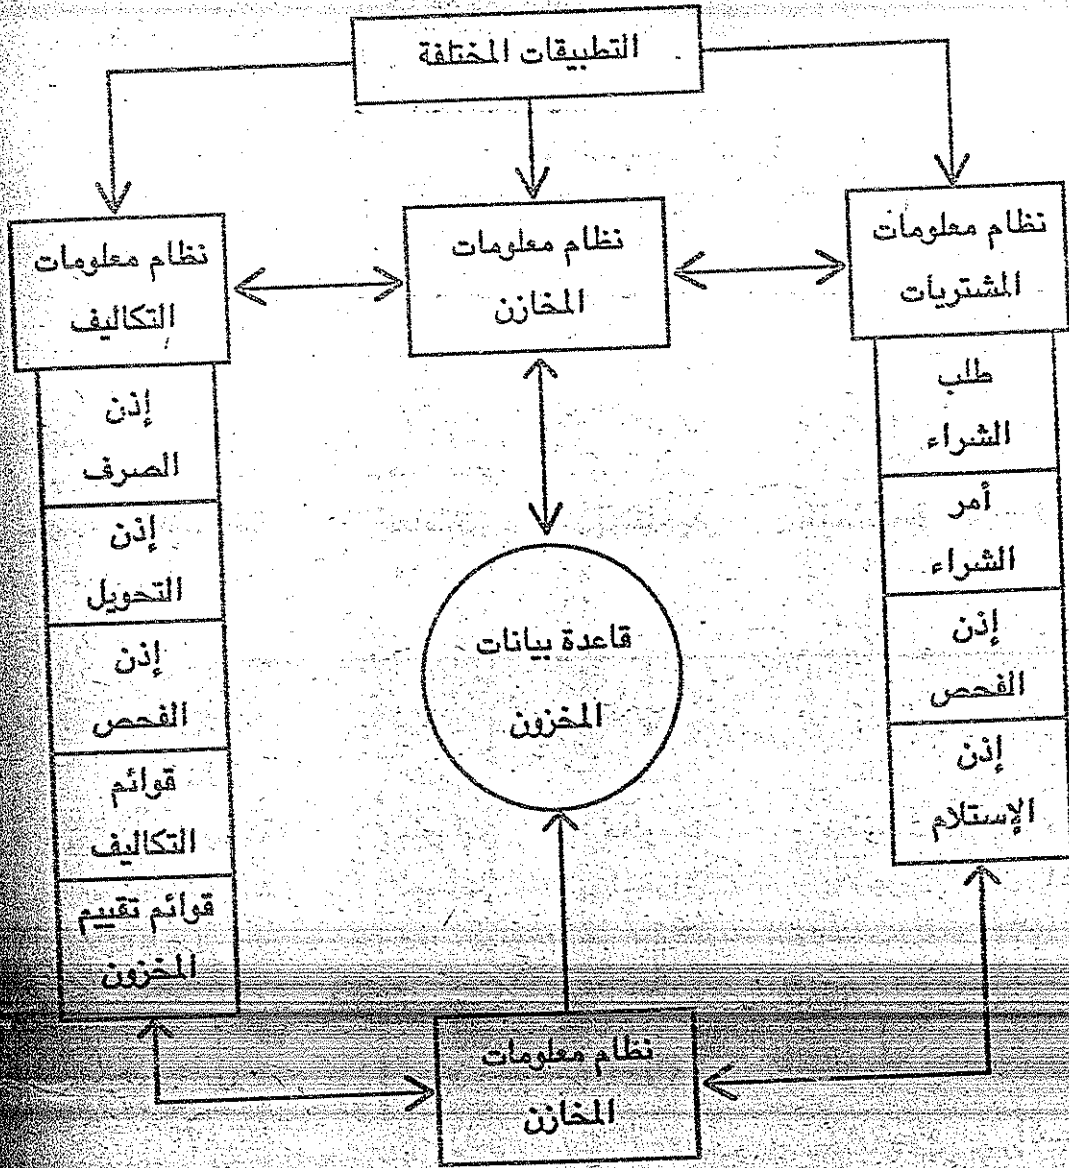 التطبيقات المختلفة
نظام معلومات
المشتريات
طلب
الشراء
أمر
الشراء
إذن
الفحص
إذن
الإستلام
نظام معلومات
المخازن
قاعدة بيانات
المخزون
نظام معلومات
التكاليف
إذن
الصرف
إذن
التحويل
إذن
الفحص
قوائم
التكاليف
قوائم تقييم
المخزون
نظام معلومات
المخازن